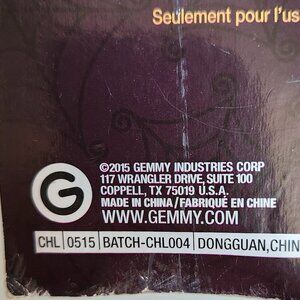 Seulement pour l'us
©2015 GEMMY INDUSTRIES CORP
117 WRANGLER DRIVE, SUITE 100
COPPELL, TX 75019 U.S.A.
MADE IN CHINA/FABRIQUÉ EN CHINE
WWW.GEMMY.COM
G
CHL 0515 BATCH-CHL004 DONGGUAN,CHIN